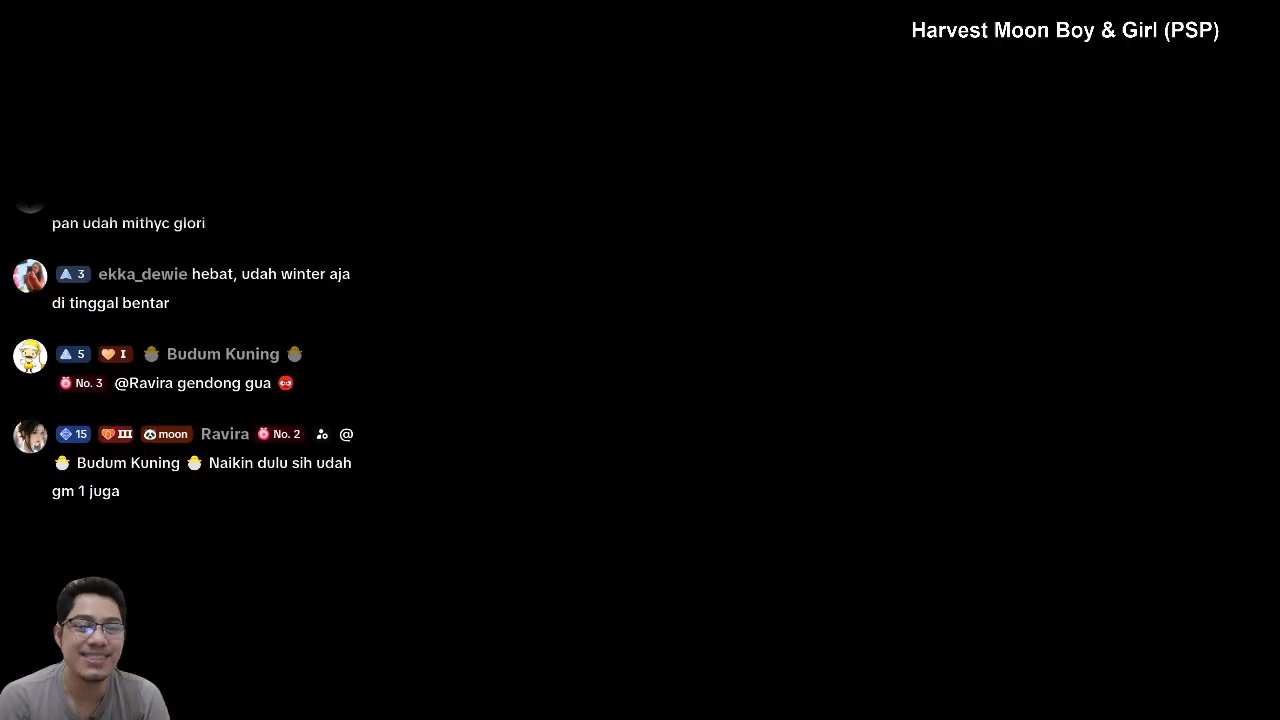 Harvest Moon Boy & Girl (PSP)
pan udah mithyc glori
3 ekka_dewie hebat, udah winter aja
di tinggal bentar
5 I Budum Kuning
No. 3 @Ravira gendong gua
15 III moon Ravira No. 2 @
Budum Kuning Naikin dulu sih udah
gm 1 juga